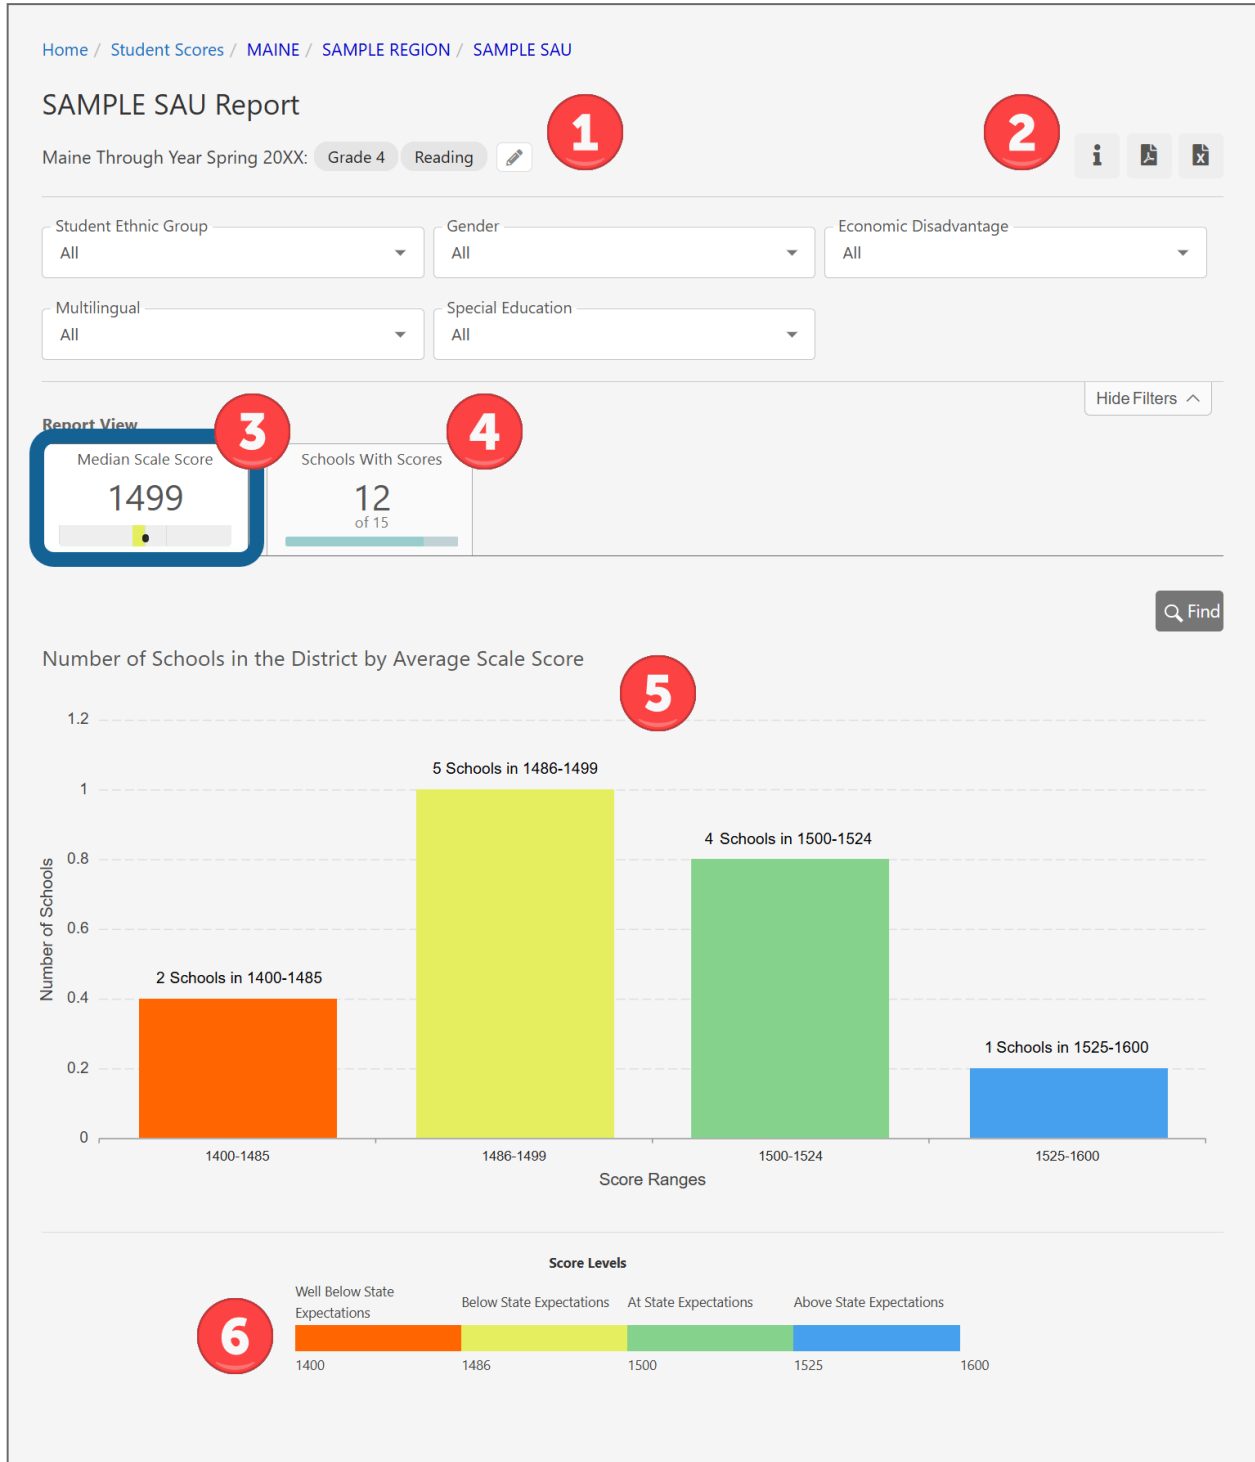 Home / Student Scores / MAINE / SAMPLE REGION / SAMPLE SAU
SAMPLE SAU Report
1
2
Maine Through Year Spring 20XX: Grade 4 Reading
Student Ethnic Group
All
Gender
All
Economic Disadvantage
All
Multilingual
All
Special Education
All
Hide Filters
Report View
3
4
Median Scale Score
1499
Schools With Scores
12
of 15
Find
Number of Schools in the District by Average Scale Score
5
1.2
1
0.8
0.6
0.4
0.2
0
Number of Schools
2 Schools in 1400-1485
5 Schools in 1486-1499
4 Schools in 1500-1524
1 Schools in 1525-1600
1400-1485
1486-1499
1500-1524
1525-1600
Score Ranges
Score Levels
6
Well Below State
Expectations
Below State Expectations
At State Expectations
Above State Expectations
1400
1486
1500
1525
1600